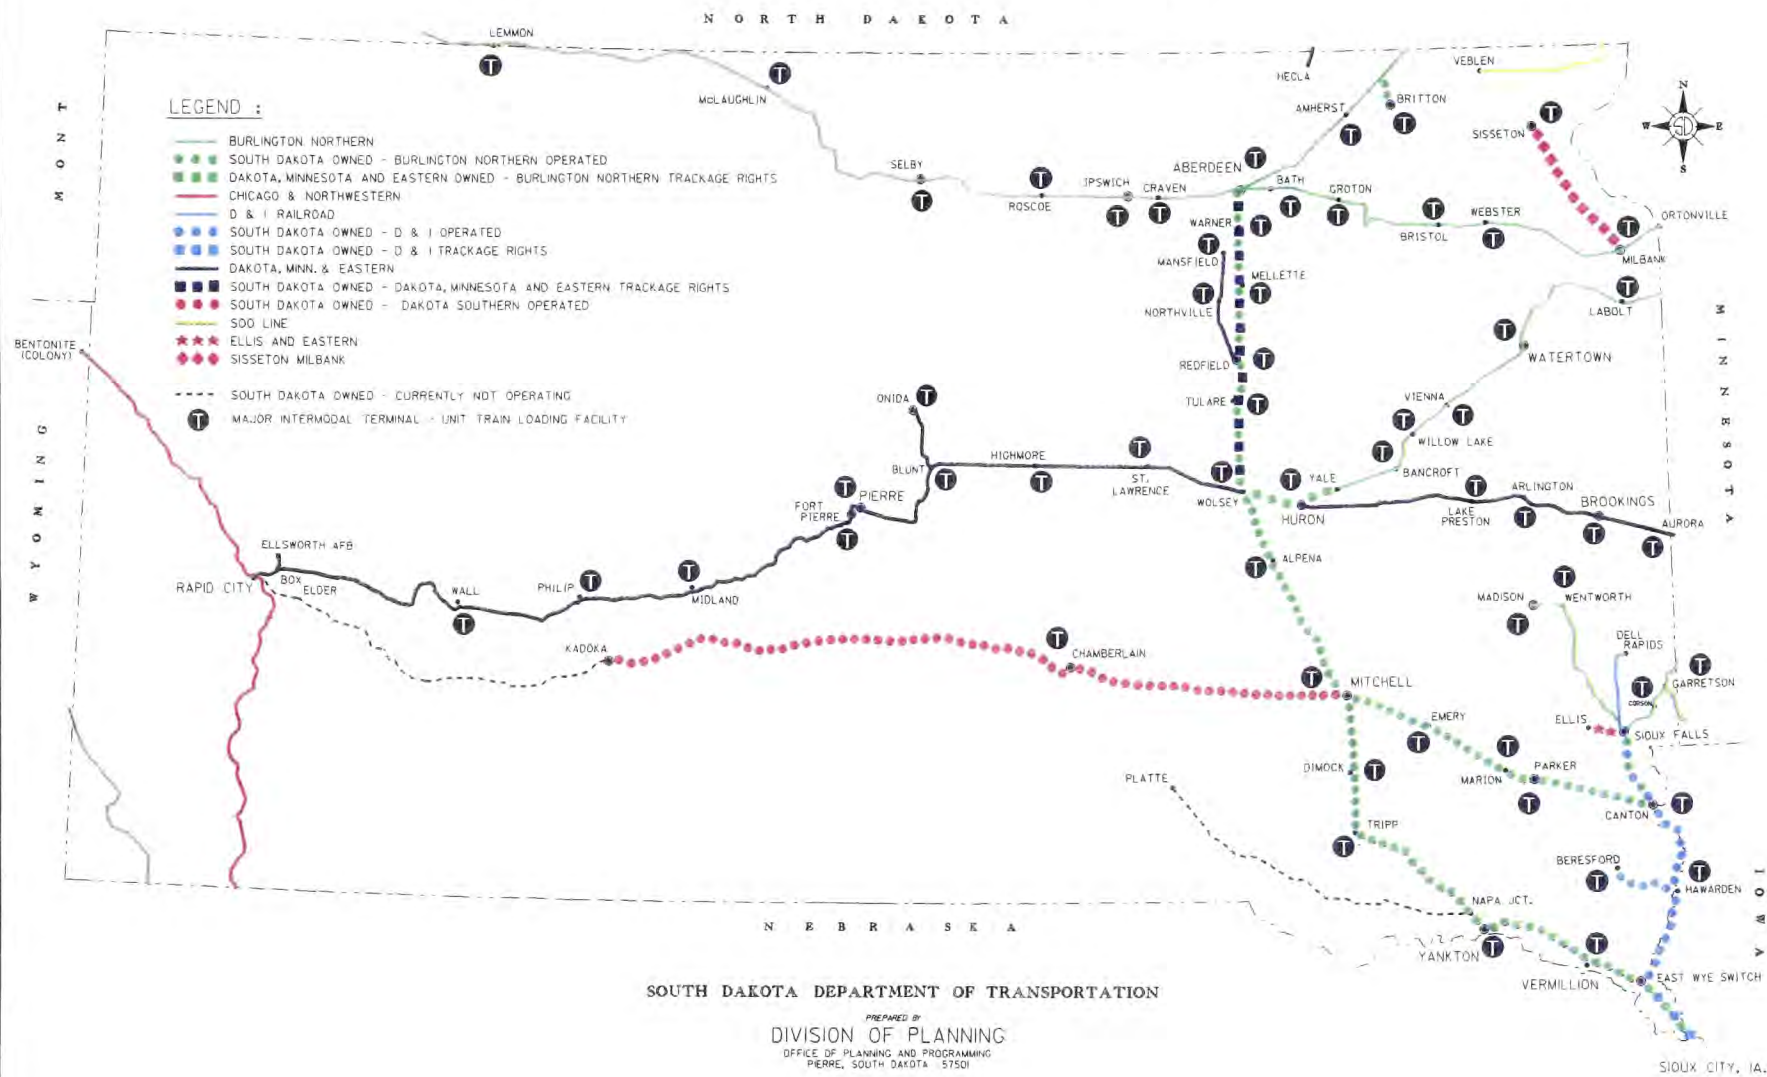 N O R T H   D A K O T A
LEMMON
McLAUGHLIN
HECLA
VEBLEN
AMHERST
BRITTON
SISSETON
N
W
E
S
SD
M O N T
LEGEND :
BURLINGTON NORTHERN
SOUTH DAKOTA OWNED - BURLINGTON NORTHERN OPERATED
DAKOTA, MINNESOTA AND EASTERN OWNED - BURLINGTON NORTHERN TRACKAGE RIGHTS
CHICAGO & NORTHWESTERN
D & I RAILROAD
SOUTH DAKOTA OWNED - D & I OPERATED
SOUTH DAKOTA OWNED - D & I TRACKAGE RIGHTS
DAKOTA, MINN. & EASTERN
SOUTH DAKOTA OWNED - DAKOTA, MINNESOTA AND EASTERN TRACKAGE RIGHTS
SOUTH DAKOTA OWNED - DAKOTA SOUTHERN OPERATED
SOO LINE
ELLIS AND EASTERN
SISSETON MILBANK
SOUTH DAKOTA OWNED - CURRENTLY NOT OPERATING
T MAJOR INTERMODAL TERMINAL - UNIT TRAIN LOADING FACILITY
SELBY
ROSCOE
IPSWICH
CRAVEN
ABERDEEN
BATH
GROTON
BRISTOL
WEBSTER
ORTONVILLE
MILBANK
WARNER
MANSFIELD
MELLETTE
NORTHVILLE
REDFIELD
TULARE
LABOLT
WATERTOWN
VIENNA
WILLOW LAKE
BANCROFT
YALE
M I N N E S O T A
BENTONITE
(COLONY)
W Y O M I N G
ONIDA
BLUNT
HIGHMORE
ST.
LAWRENCE
WOLSEY
HURON
LAKE
PRESTON
ARLINGTON
BROOKINGS
AURORA
FORT
PIERRE
PIERRE
ELLSWORTH AFB
RAPID CITY
BOX
ELDER
WALL
PHILIP
MIDLAND
ALPENA
KADOKA
CHAMBERLAIN
MITCHELL
MADISON
WENTWORTH
DELL
RAPIDS
GARRETSON
CORSON
ELLIS
SIOUX FALLS
EMERY
DIMOCK
MARION
PARKER
CANTON
PLATTE
TRIPP
BERESFORD
HAWARDEN
I O W A
NAPA JCT.
YANKTON
VERMILLION
EAST WYE SWITCH
SIOUX CITY, IA.
N E B R A S K A
SOUTH DAKOTA DEPARTMENT OF TRANSPORTATION
PREPARED BY
DIVISION OF PLANNING
OFFICE OF PLANNING AND PROGRAMMING
PIERRE, SOUTH DAKOTA 57501